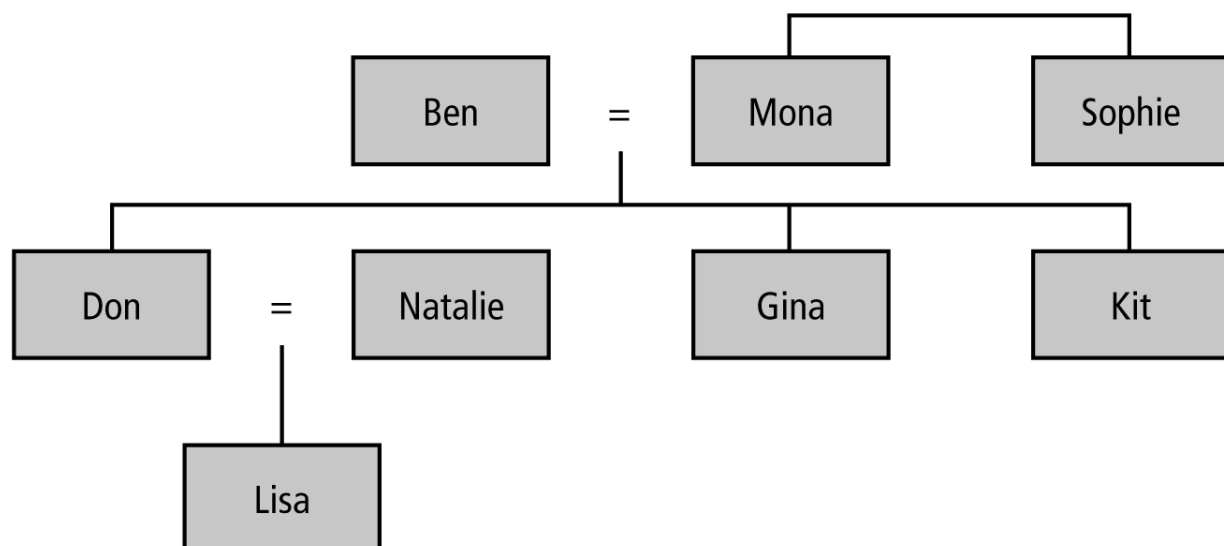 Ben = Mona Sophie
Don = Natalie Gina Kit
Lisa